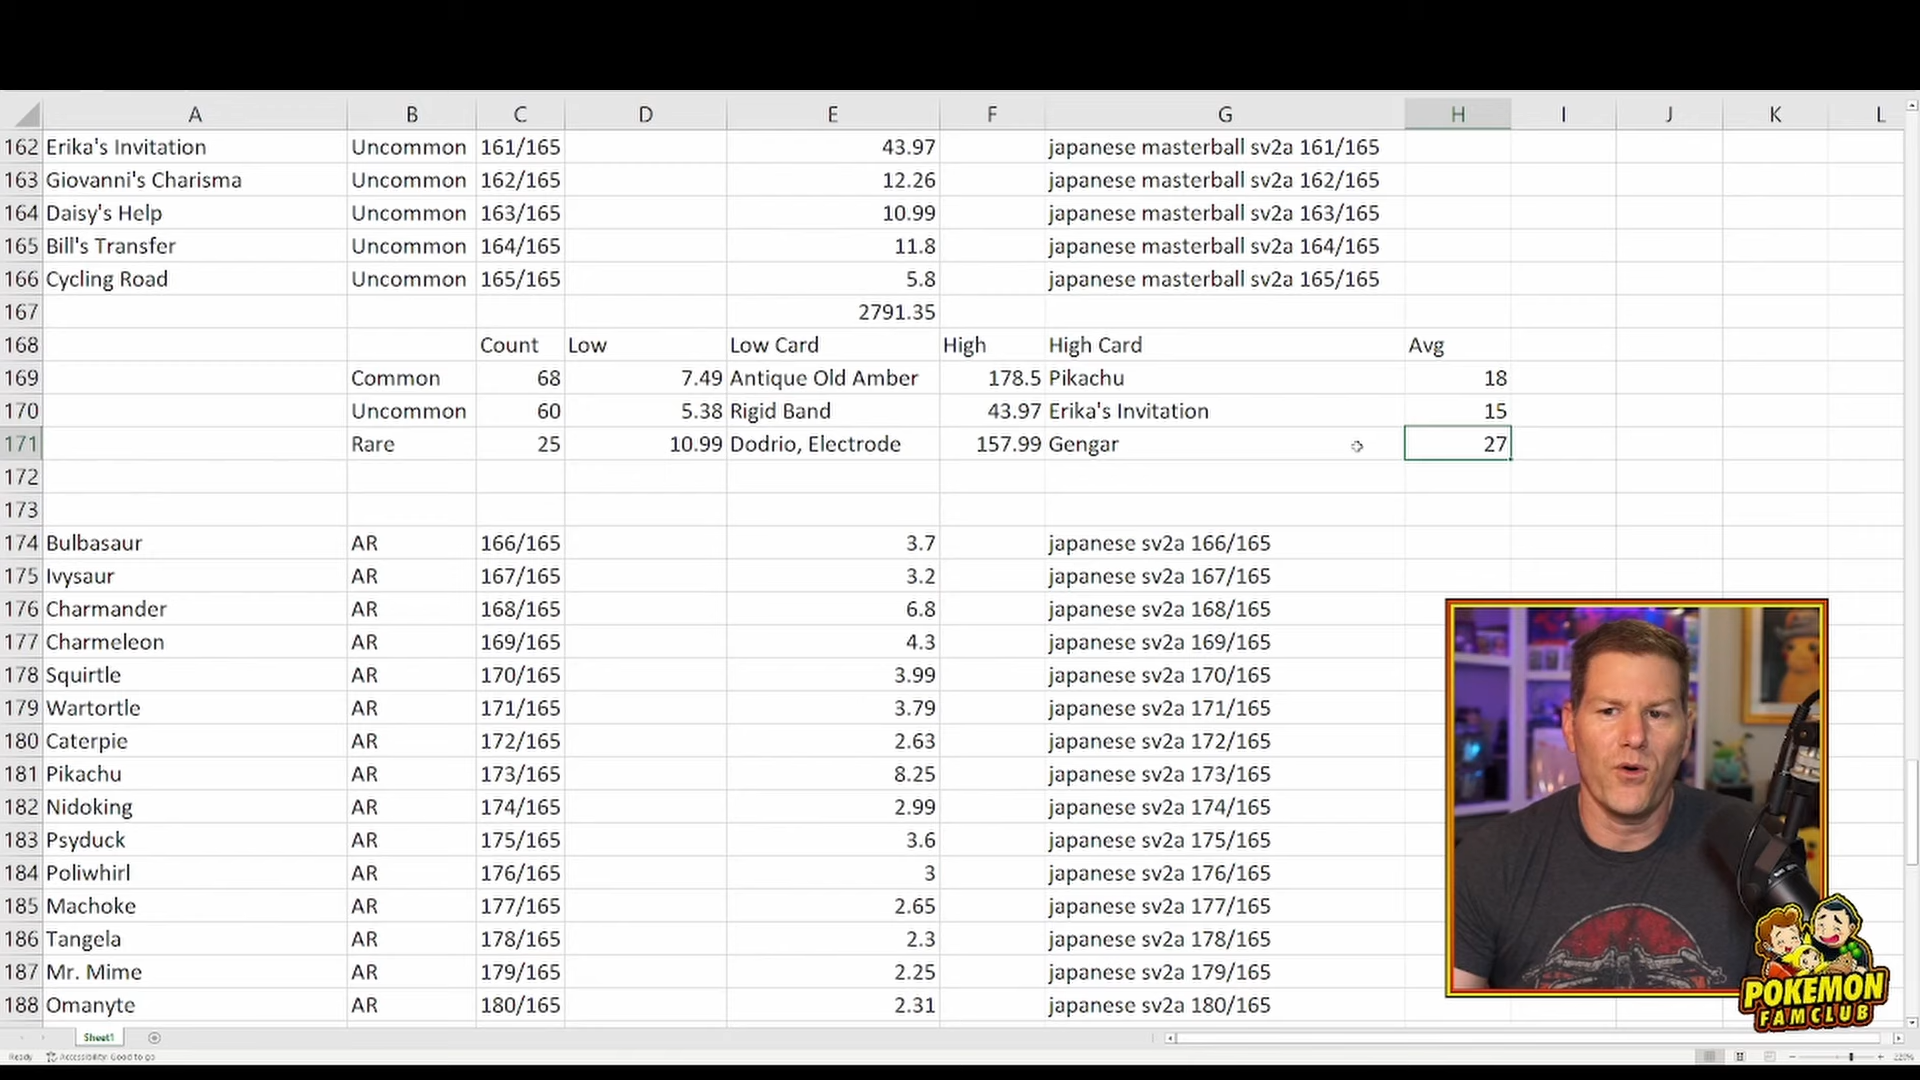 A B C D E F G H I J K L
162 Erika's Invitation Uncommon 161/165 43.97 japanese masterball sv2a 161/165
163 Giovanni's Charisma Uncommon 162/165 12.26 japanese masterball sv2a 162/165
164 Daisy's Help Uncommon 163/165 10.99 japanese masterball sv2a 163/165
165 Bill's Transfer Uncommon 164/165 11.8 japanese masterball sv2a 164/165
166 Cycling Road Uncommon 165/165 5.8 japanese masterball sv2a 165/165
167 2791.35
168 Count Low Low Card High High Card Avg
169 Common 68 7.49 Antique Old Amber 178.5 Pikachu 18
170 Uncommon 60 5.38 Rigid Band 43.97 Erika's Invitation 15
171 Rare 25 10.99 Dodrio, Electrode 157.99 Gengar 27
172
173
174 Bulbasaur AR 166/165 3.7 japanese sv2a 166/165
175 Ivysaur AR 167/165 3.2 japanese sv2a 167/165
176 Charmander AR 168/165 6.8 japanese sv2a 168/165
177 Charmeleon AR 169/165 4.3 japanese sv2a 169/165
178 Squirtle AR 170/165 3.99 japanese sv2a 170/165
179 Wartortle AR 171/165 3.79 japanese sv2a 171/165
180 Caterpie AR 172/165 2.63 japanese sv2a 172/165
181 Pikachu AR 173/165 8.25 japanese sv2a 173/165
182 Nidoking AR 174/165 2.99 japanese sv2a 174/165
183 Psyduck AR 175/165 3.6 japanese sv2a 175/165
184 Poliwhirl AR 176/165 3 japanese sv2a 176/165
185 Machoke AR 177/165 2.65 japanese sv2a 177/165
186 Tangela AR 178/165 2.3 japanese sv2a 178/165
187 Mr. Mime AR 179/165 2.25 japanese sv2a 179/165
188 Omanyte AR 180/165 2.31 japanese sv2a 180/165
POKEMON
FAMCLUB
Sheet1
Ready Accessibility: Good to go 220%